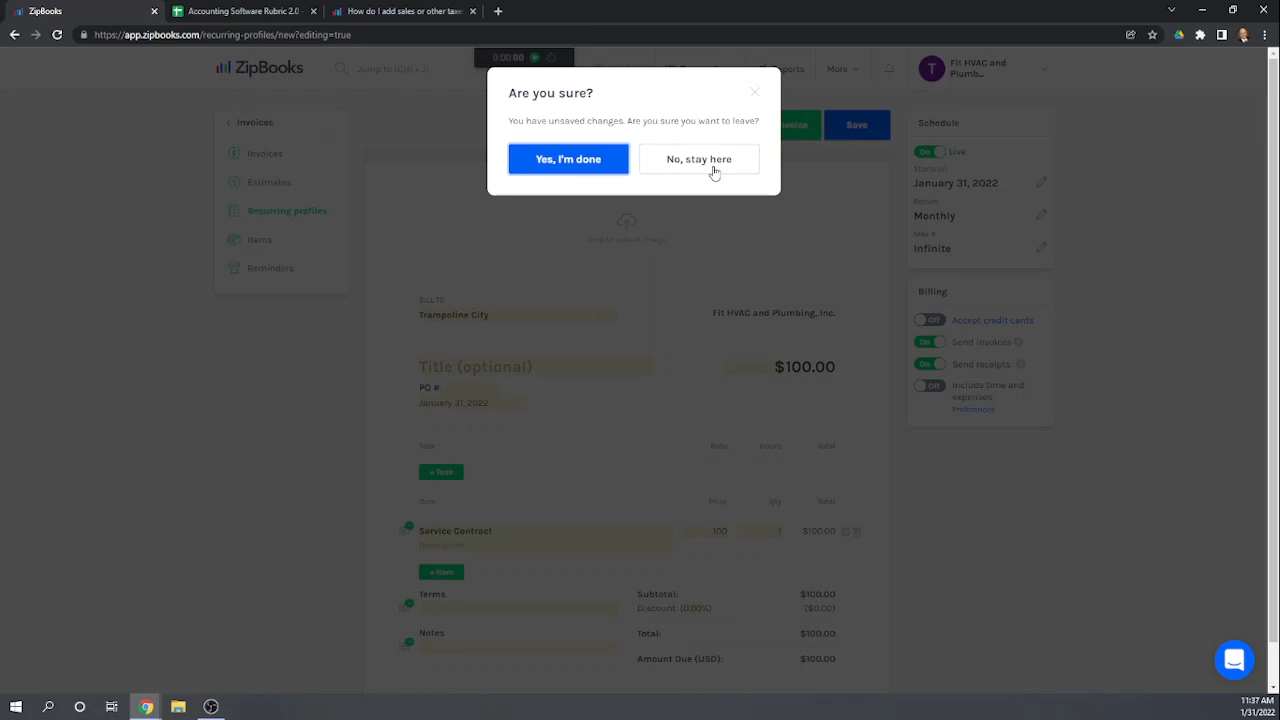 ZipBooks
Accounting Software Rubric 2.0 -
How do I add sales or other taxe
https://app.zipbooks.com/recurring-profiles/new?editing=true
ZipBooks
Jump to (Ctrl + J)
0:00:00
ports
More
T
Fit HVAC and
Plumb...
Are you sure?
You have unsaved changes. Are you sure you want to leave?
Yes, I'm done
No, stay here
Invoices
Invoices
Estimates
Recurring profiles
Items
Reminders
nvoice
Save
Schedule
On
Live
Starts on
January 31, 2022
Recurs:
Monthly
Max #
Infinite
Billing
Off
Accept credit cards
On
Send invoices
On
Send receipts
Off
Include time and
expenses
Preferences
Drop to upload image
BILL TO
Trampoline City
Fit HVAC and Plumbing, Inc.
Title (optional)
$100.00
PO #:
January 31, 2022
Task
Rate
Hours
Total
+ Task
Item
Price
Qty
Total
Service Contract
100
1
$100.00
Description
+ Item
Terms
Subtotal:
$100.00
Discount: (0.00%)
($0.00)
Notes
Total:
$100.00
Amount Due (USD):
$100.00
11:37 AM
1/31/2022